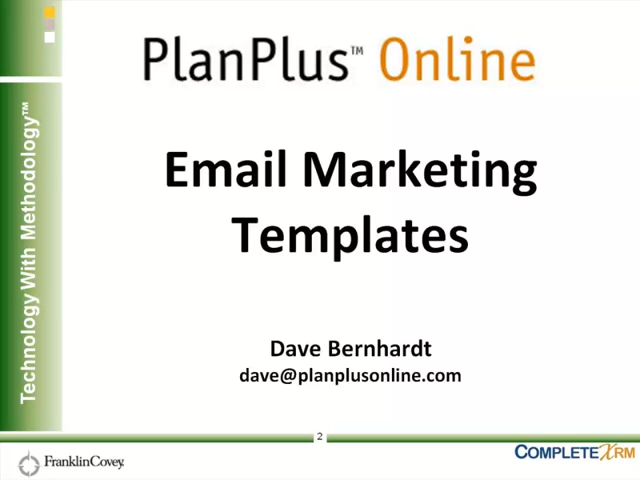 PlanPlus™ Online
Technology With Methodology™
Email Marketing
Templates
Dave Bernhardt
dave@planplusonline.com
2
FranklinCovey
COMPLETEXRM